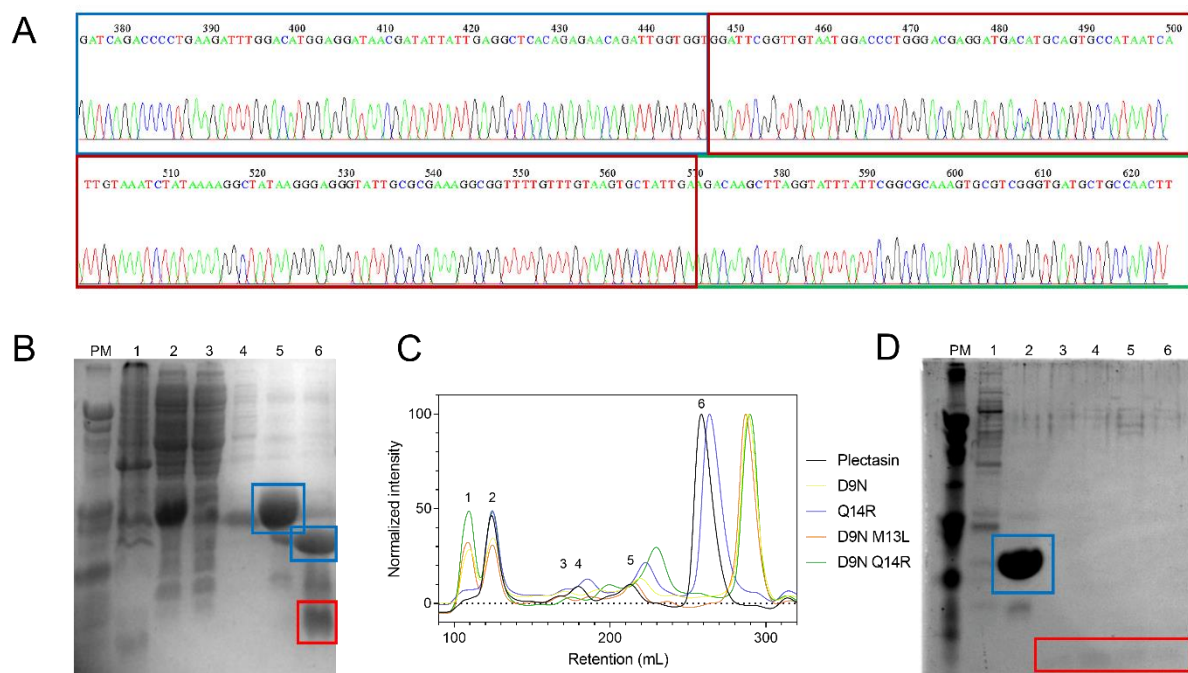 A
380 390 400 410 420 430 440 450 460 470 480 490 500
GATCAGACCCCTGAAGATTTGGACATGGAGGATAACGATATTATTGAGGCTCACAGAGAACAGATTGGTGGTGGATTCGGTTGTAATGGACCCTGGGACGAGGATGACATGCAGTGCCATAATCA
510 520 530 540 550 560 570 580 590 600 610 620
TTGTAAATCTATAAAAGGCTATAAGGGAGGGTATTGCGCGAAAGGCGGTTTTGTTTGTAAGTGCTATTGAAGACAAGCTTAGGTATTTATTCGGCGCAAAGTGCGTCGGGTGATGCTGCCAACTT
B
PM 1 2 3 4 5 6
C
Normalized intensity
100
50
0
1 2 3 4 5 6
100 200 300
Retention (mL)
Plectasin
D9N
Q14R
D9N M13L
D9N Q14R
D
PM 1 2 3 4 5 6